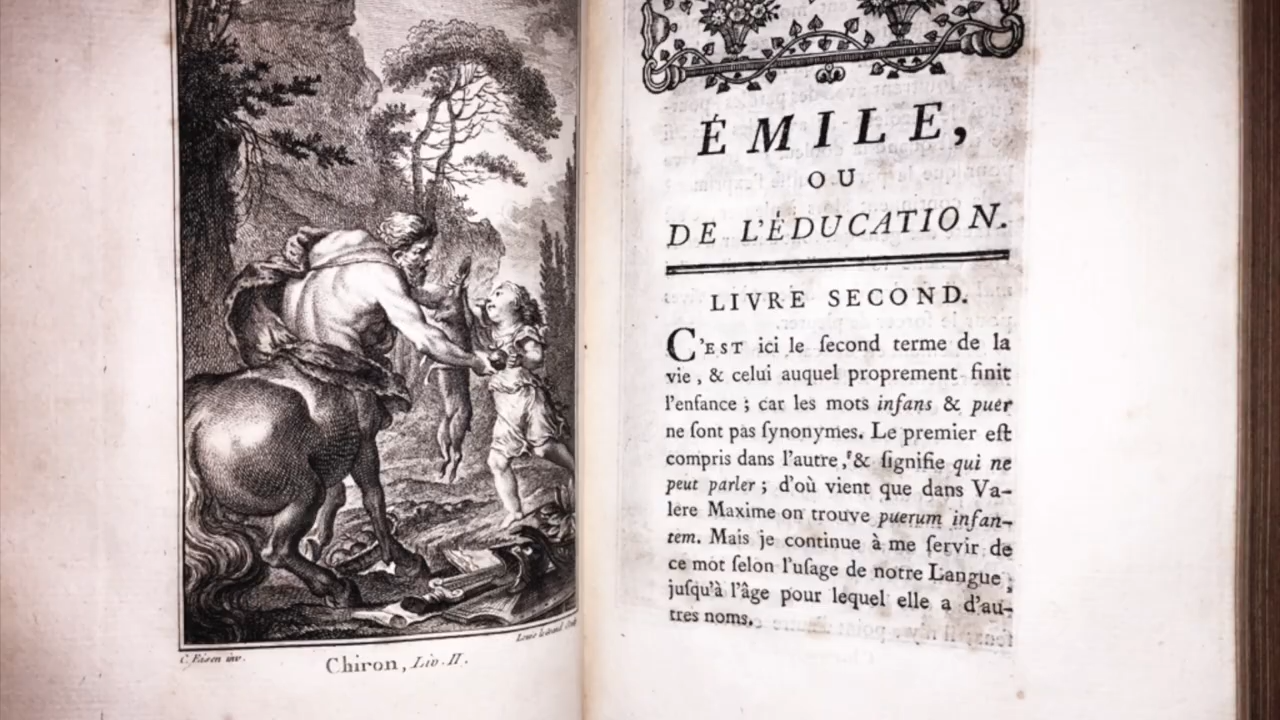 C. Eisen inv.
Chiron, Liv. II.
ÉMILE,
OU
DE L'ÉDUCATION.
LIVRE SECOND.
C'EST ici le ſecond terme de la
vie, & celui auquel proprement finit
l'enfance ; car les mots infans & puer
ne ſont pas ſynonymes. Le premier eſt
compris dans l'autre, & ſignifie qui ne
peut parler ; d'où vient que dans Va-
lère Maxime on trouve puerum infan-
tem. Mais je continue à me ſervir de
ce mot ſelon l'uſage de notre Langue,
juſqu'à l'âge pour lequel elle a d'au-
tres noms.